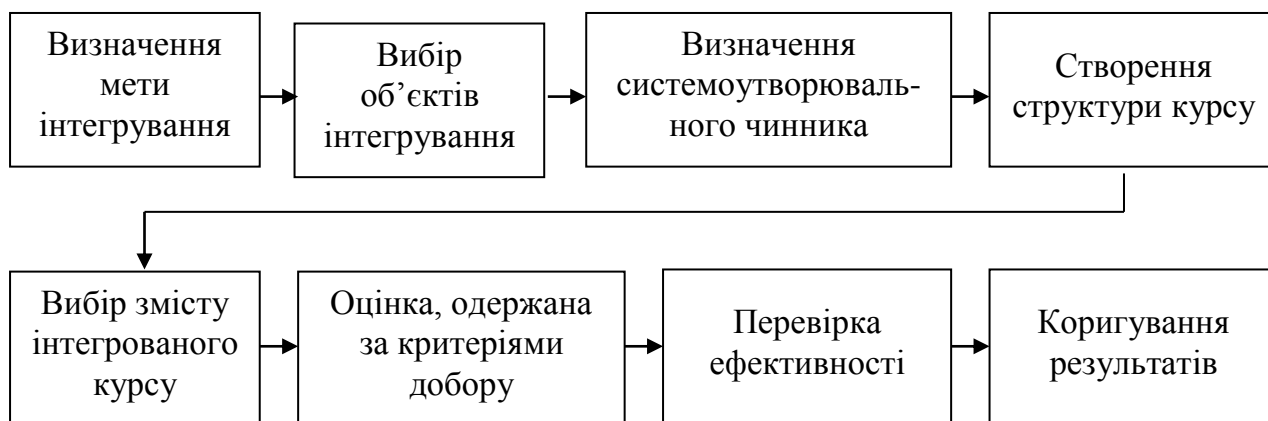 Визначення
мети
інтегрування
Вибір
об’єктів
інтегрування
Визначення
системоутворюваль-
ного чинника
Створення
структури курсу
Вибір змісту
інтегрованого
курсу
Оцінка, одержана
за критеріями
добору
Перевірка
ефективності
Коригування
результатів